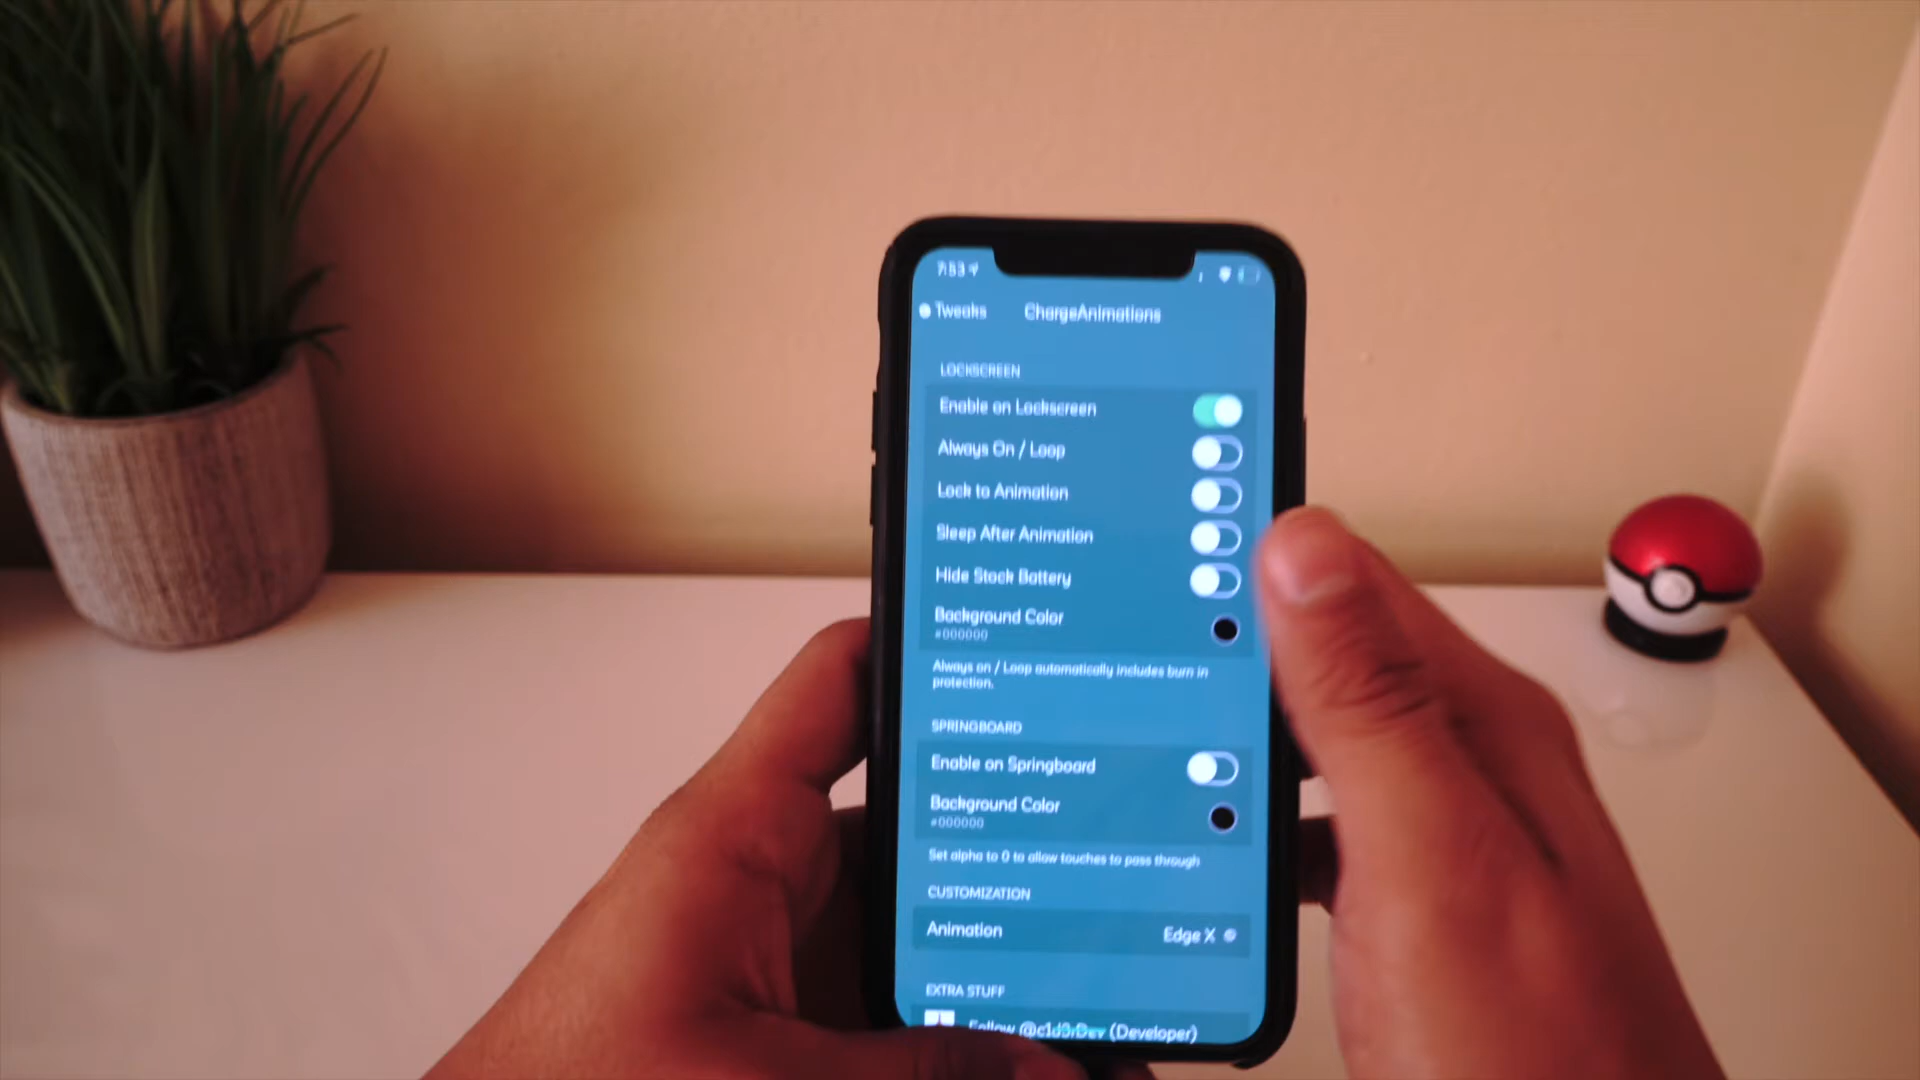 7:53
Tweaks
ChargeAnimations
LOCKSCREEN
Enable on Lockscreen
Always On / Loop
Lock to Animation
Sleep After Animation
Hide Stock Battery
Background Color
#000000
Always on / Loop automatically includes burn in
protection.
SPRINGBOARD
Enable on Springboard
Background Color
#000000
Set alpha to 0 to allow touches to pass through
CUSTOMIZATION
Animation
Edge X
EXTRA STUFF
Follow @c1d3rDev (Developer)